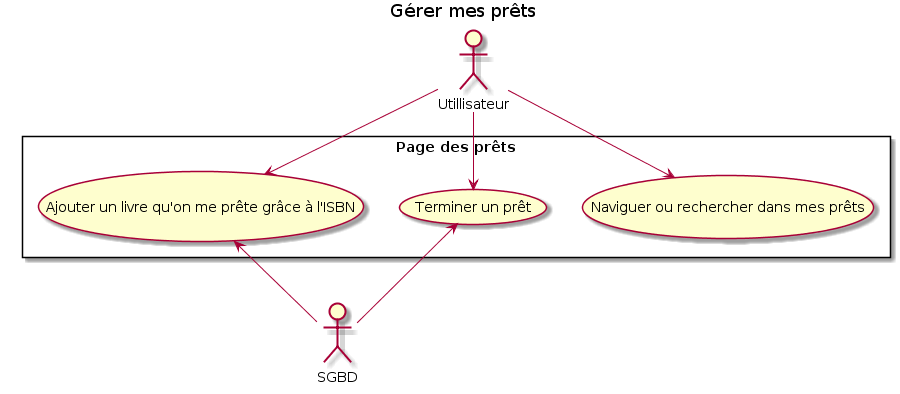 Gérer mes prêts
Utillisateur
Page des prêts
Ajouter un livre qu'on me prête grâce à l'ISBN
Terminer un prêt
Naviguer ou rechercher dans mes prêts
SGBD